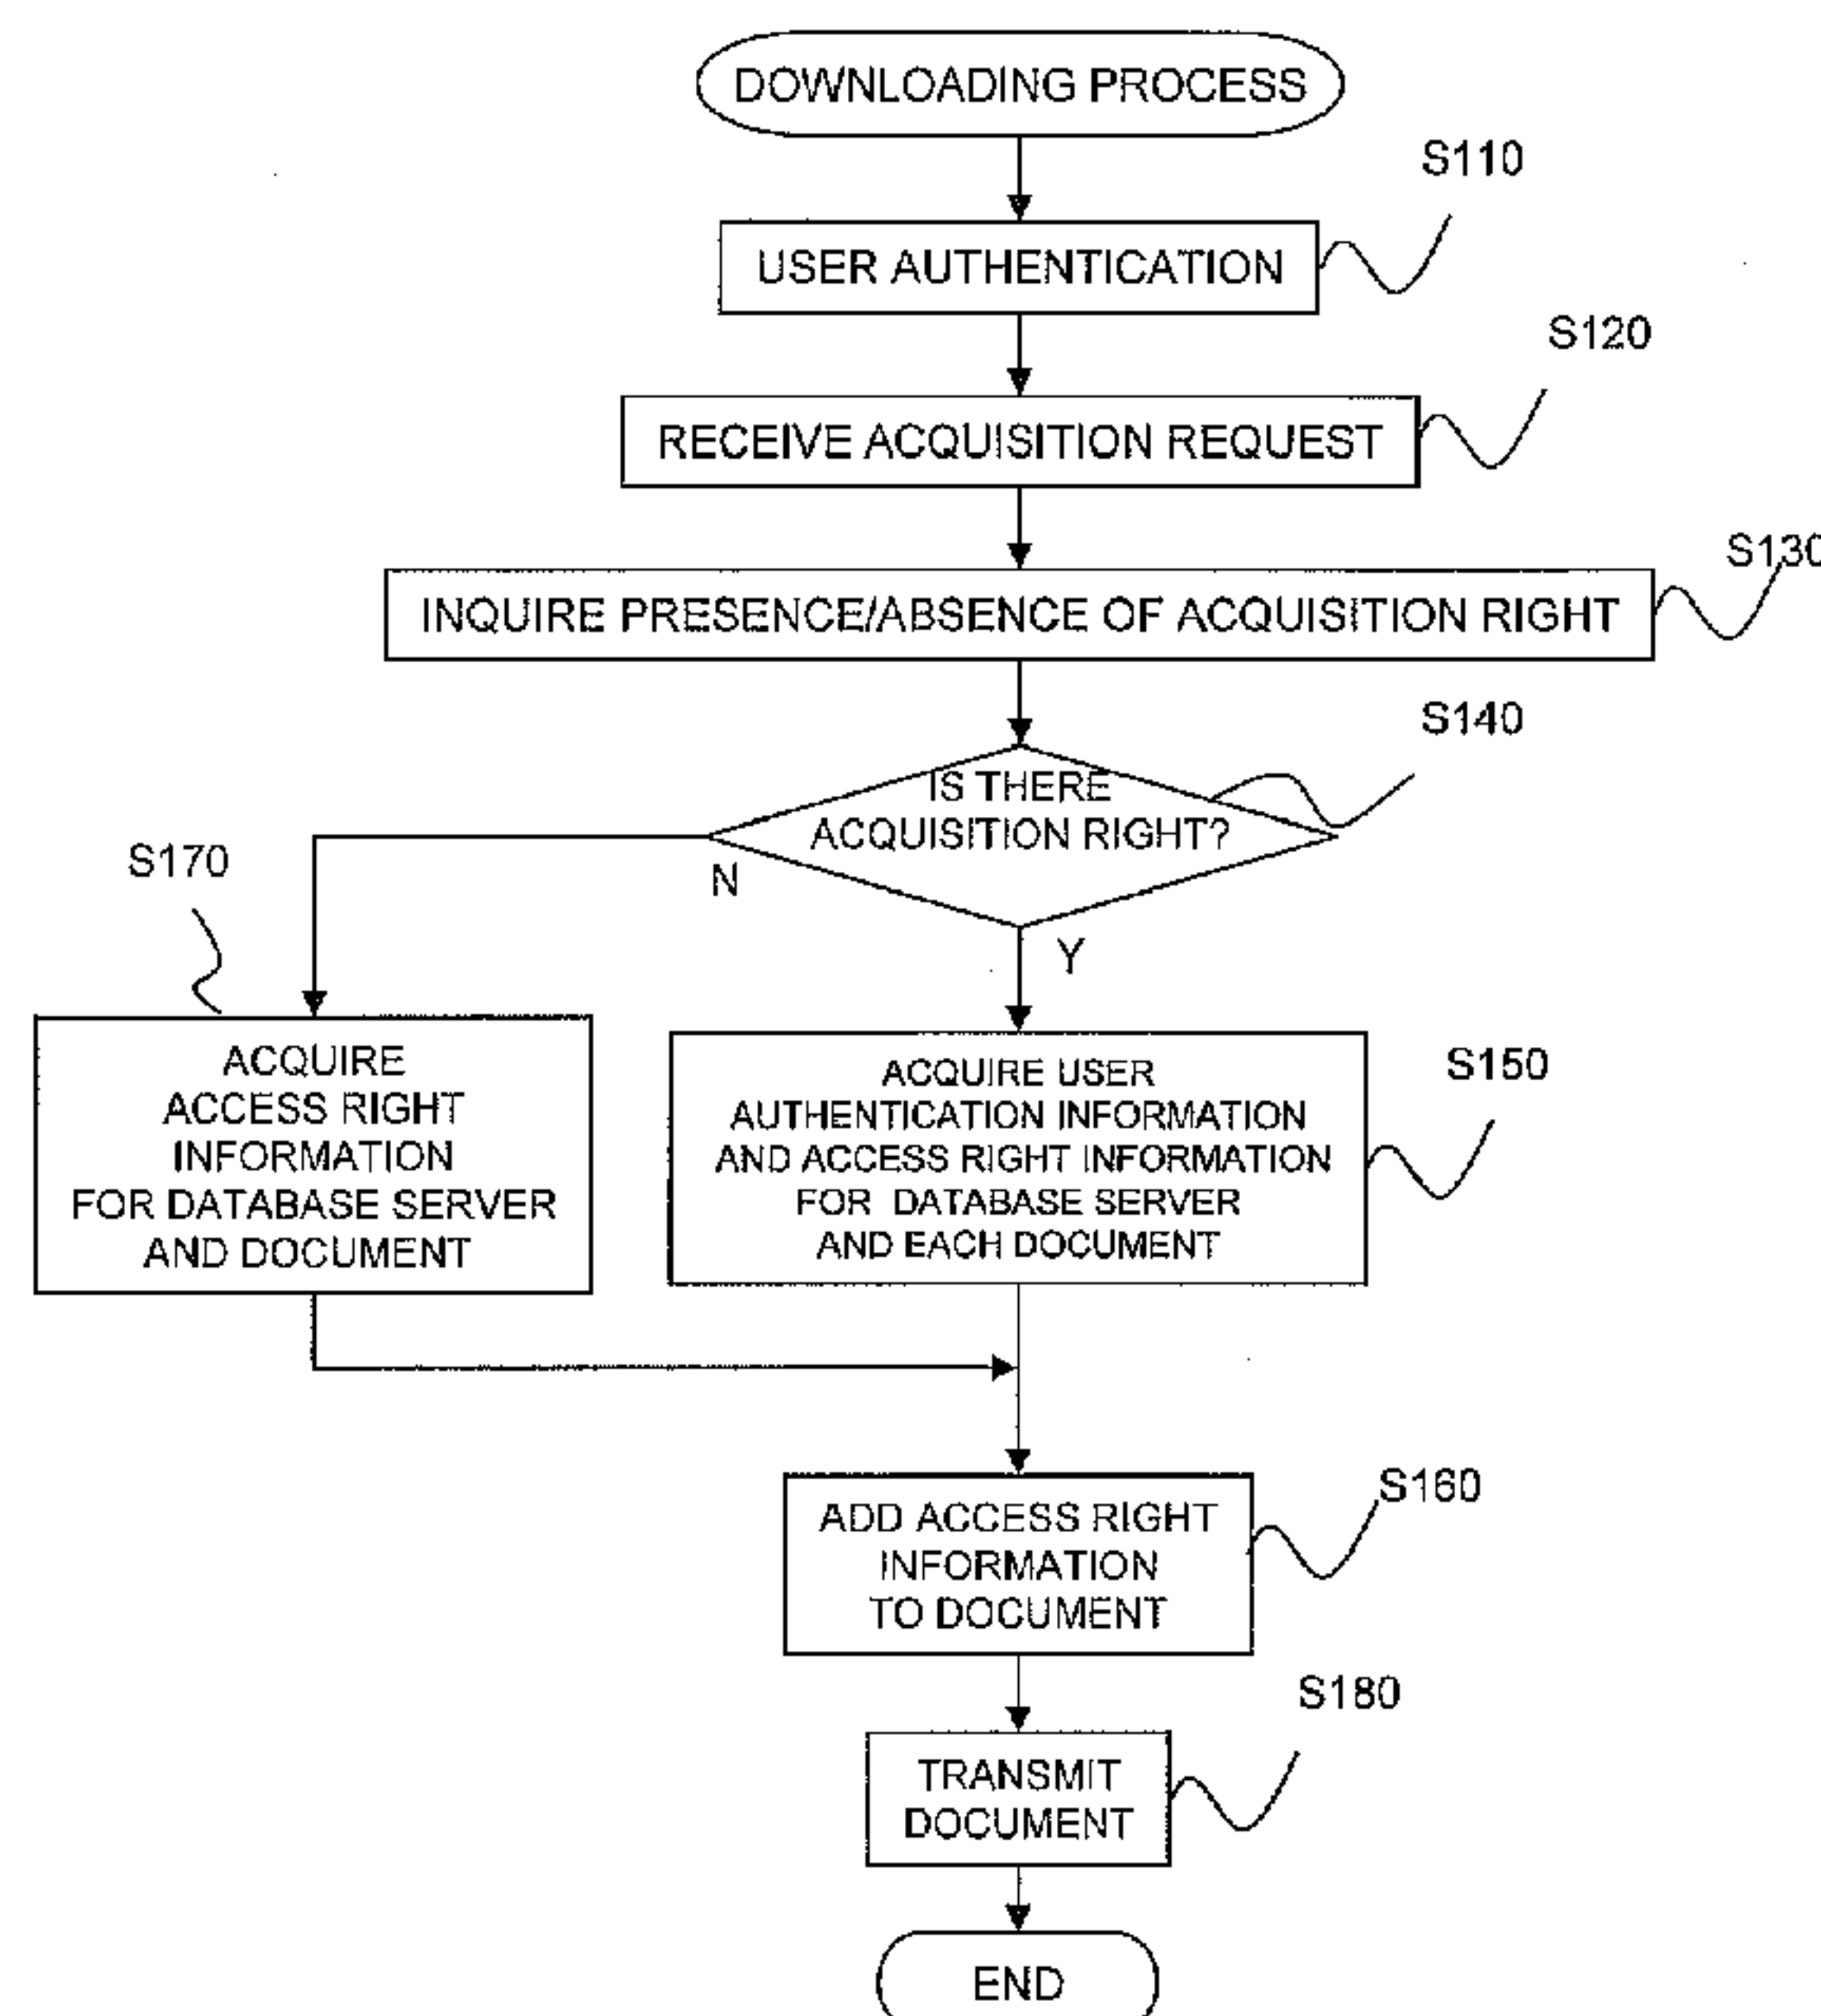 DOWNLOADING PROCESS
S110
USER AUTHENTICATION
S120
RECEIVE ACQUISITION REQUEST
S130
INQUIRE PRESENCE/ABSENCE OF ACQUISITION RIGHT
S140
IS THERE
ACQUISITION RIGHT?
N
Y
S170
ACQUIRE
ACCESS RIGHT
INFORMATION
FOR DATABASE SERVER
AND DOCUMENT
S150
ACQUIRE USER
AUTHENTICATION INFORMATION
AND ACCESS RIGHT INFORMATION
FOR DATABASE SERVER
AND EACH DOCUMENT
S160
ADD ACCESS RIGHT
INFORMATION
TO DOCUMENT
S180
TRANSMIT
DOCUMENT
END